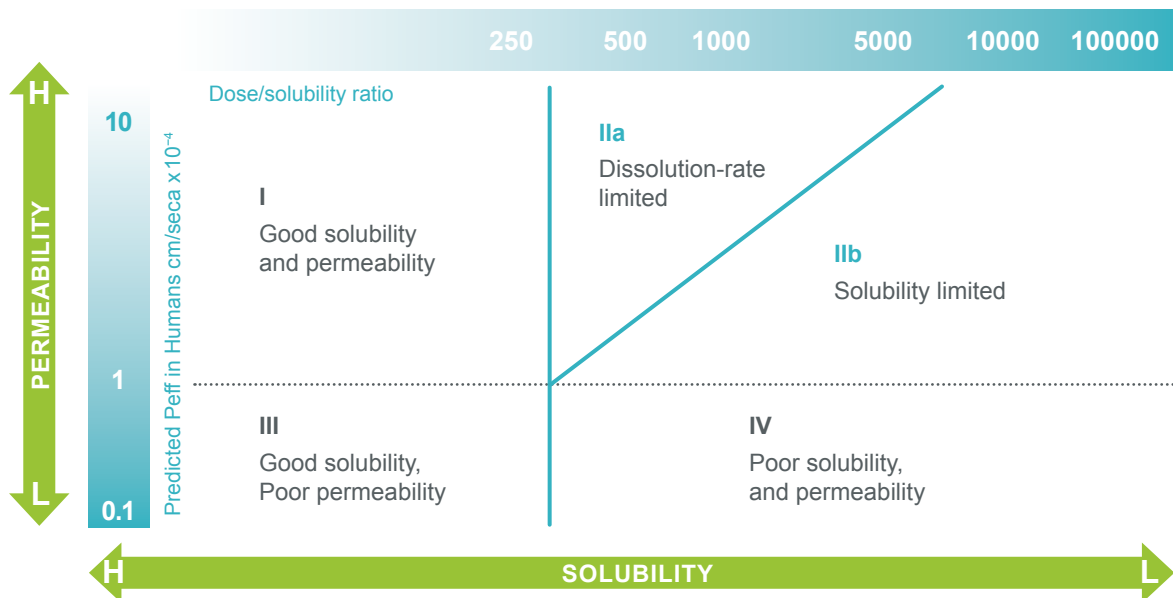 250 500 1000 5000 10000 100000
H
Dose/solubility ratio
10
1
0.1
PERMEABILITY
L
Predicted Peff in Humans cm/seca x10⁻⁴
I
Good solubility
and permeability
IIa
Dissolution-rate
limited
IIb
Solubility limited
III
Good solubility,
Poor permeability
IV
Poor solubility,
and permeability
H
SOLUBILITY
L